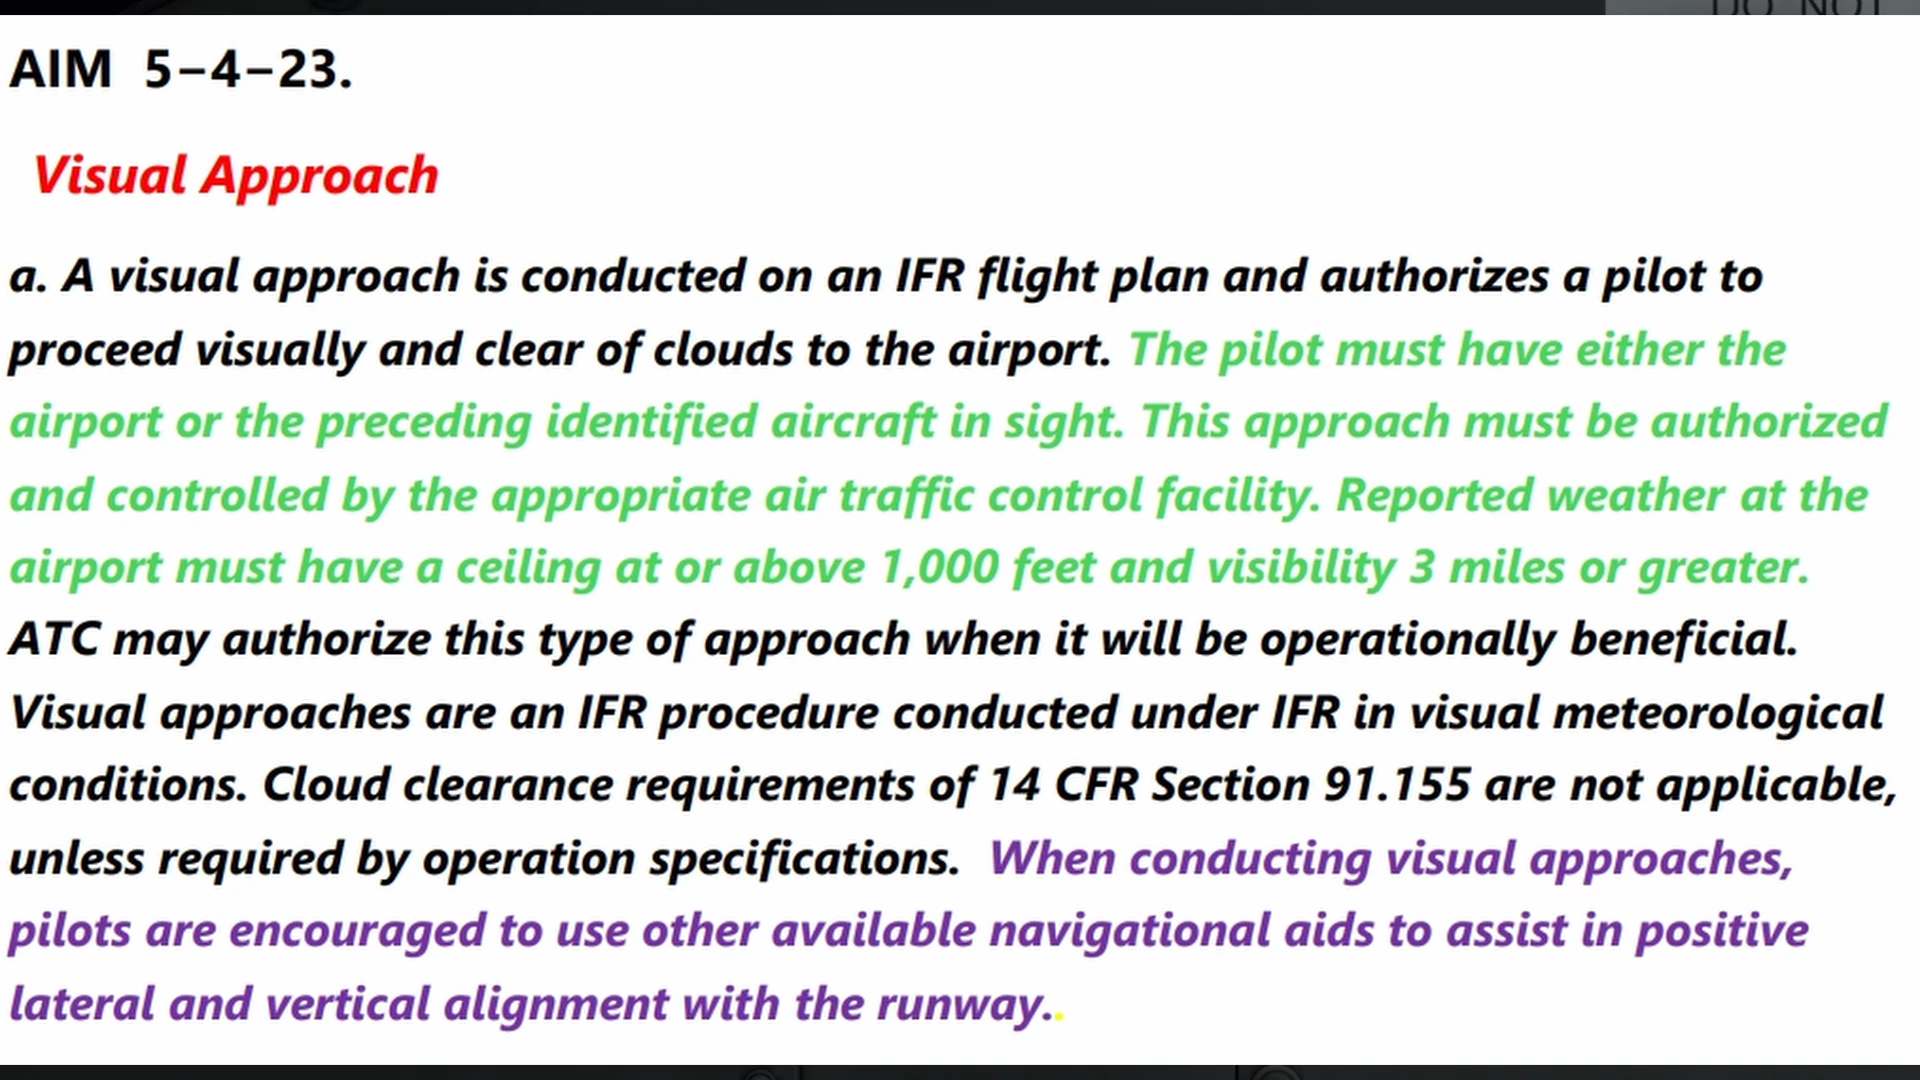 DO NOT
AIM 5–4–23.
Visual Approach
a. A visual approach is conducted on an IFR flight plan and authorizes a pilot to
proceed visually and clear of clouds to the airport. The pilot must have either the
airport or the preceding identified aircraft in sight. This approach must be authorized
and controlled by the appropriate air traffic control facility. Reported weather at the
airport must have a ceiling at or above 1,000 feet and visibility 3 miles or greater.
ATC may authorize this type of approach when it will be operationally beneficial.
Visual approaches are an IFR procedure conducted under IFR in visual meteorological
conditions. Cloud clearance requirements of 14 CFR Section 91.155 are not applicable,
unless required by operation specifications. When conducting visual approaches,
pilots are encouraged to use other available navigational aids to assist in positive
lateral and vertical alignment with the runway..